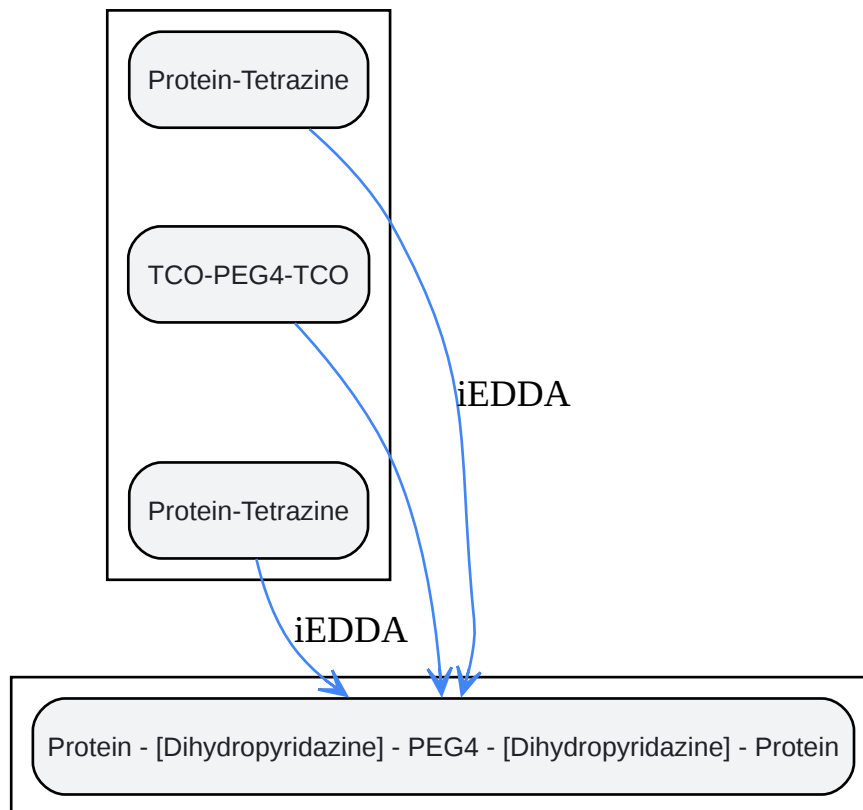 Protein-Tetrazine
TCO-PEG4-TCO
iEDDA
Protein-Tetrazine
iEDDA
Protein - [Dihydropyridazine] - PEG4 - [Dihydropyridazine] - Protein